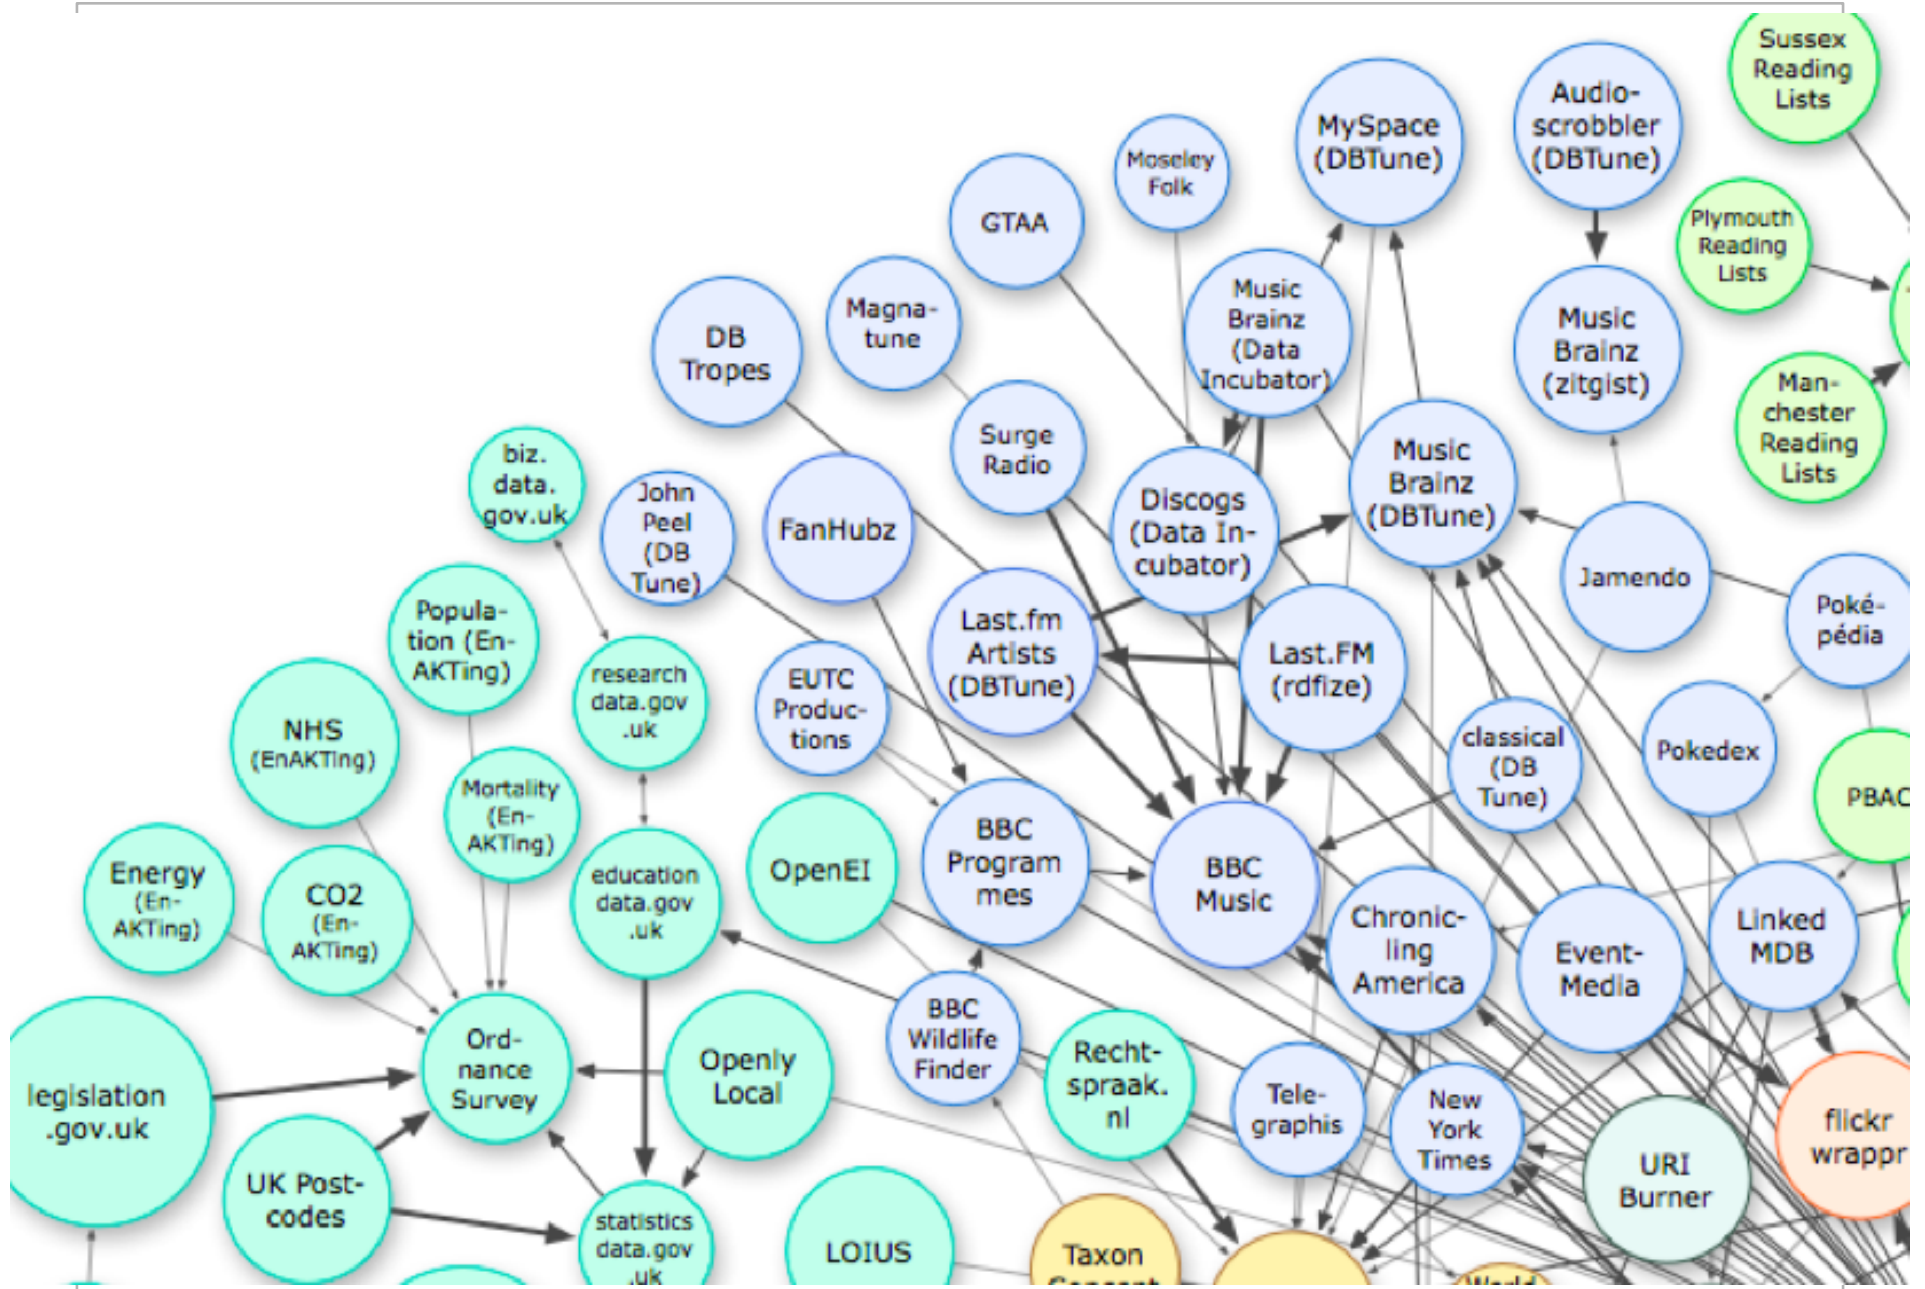 Sussex
Reading
Lists
Audio-
scrobbler
(DBTune)
MySpace
(DBTune)
Moseley
Folk
GTAA
Plymouth
Reading
Lists
Music
Brainz
(Data
Incubator)
Magna-
tune
Music
Brainz
(zitgist)
DB
Tropes
Man-
chester
Reading
Lists
Surge
Radio
Music
Brainz
(DBTune)
biz.
data.
gov.uk
John
Peel
(DB
Tune)
FanHubz
Discogs
(Data In-
cubator)
Jamendo
Popula-
tion (En-
AKTing)
Poké-
pédia
Last.fm
Artists
(DBTune)
Last.FM
(rdfize)
research
data.gov
.uk
EUTC
Produc-
tions
NHS
(EnAKTing)
classical
(DB
Tune)
Pokedex
Mortality
(En-
AKTing)
PBAC
BBC
Program
mes
OpenEI
BBC
Music
Energy
(En-
AKTing)
CO2
(En-
AKTing)
education
data.gov
.uk
Chronic-
ling
America
Event-
Media
Linked
MDB
BBC
Wildlife
Finder
Ord-
nance
Survey
Openly
Local
Recht-
spraak.
nl
legislation
.gov.uk
Tele-
graphis
New
York
Times
flickr
wrappr
URI
Burner
UK Post-
codes
statistics
data.gov
.uk
LOIUS
Taxon
Concept
World